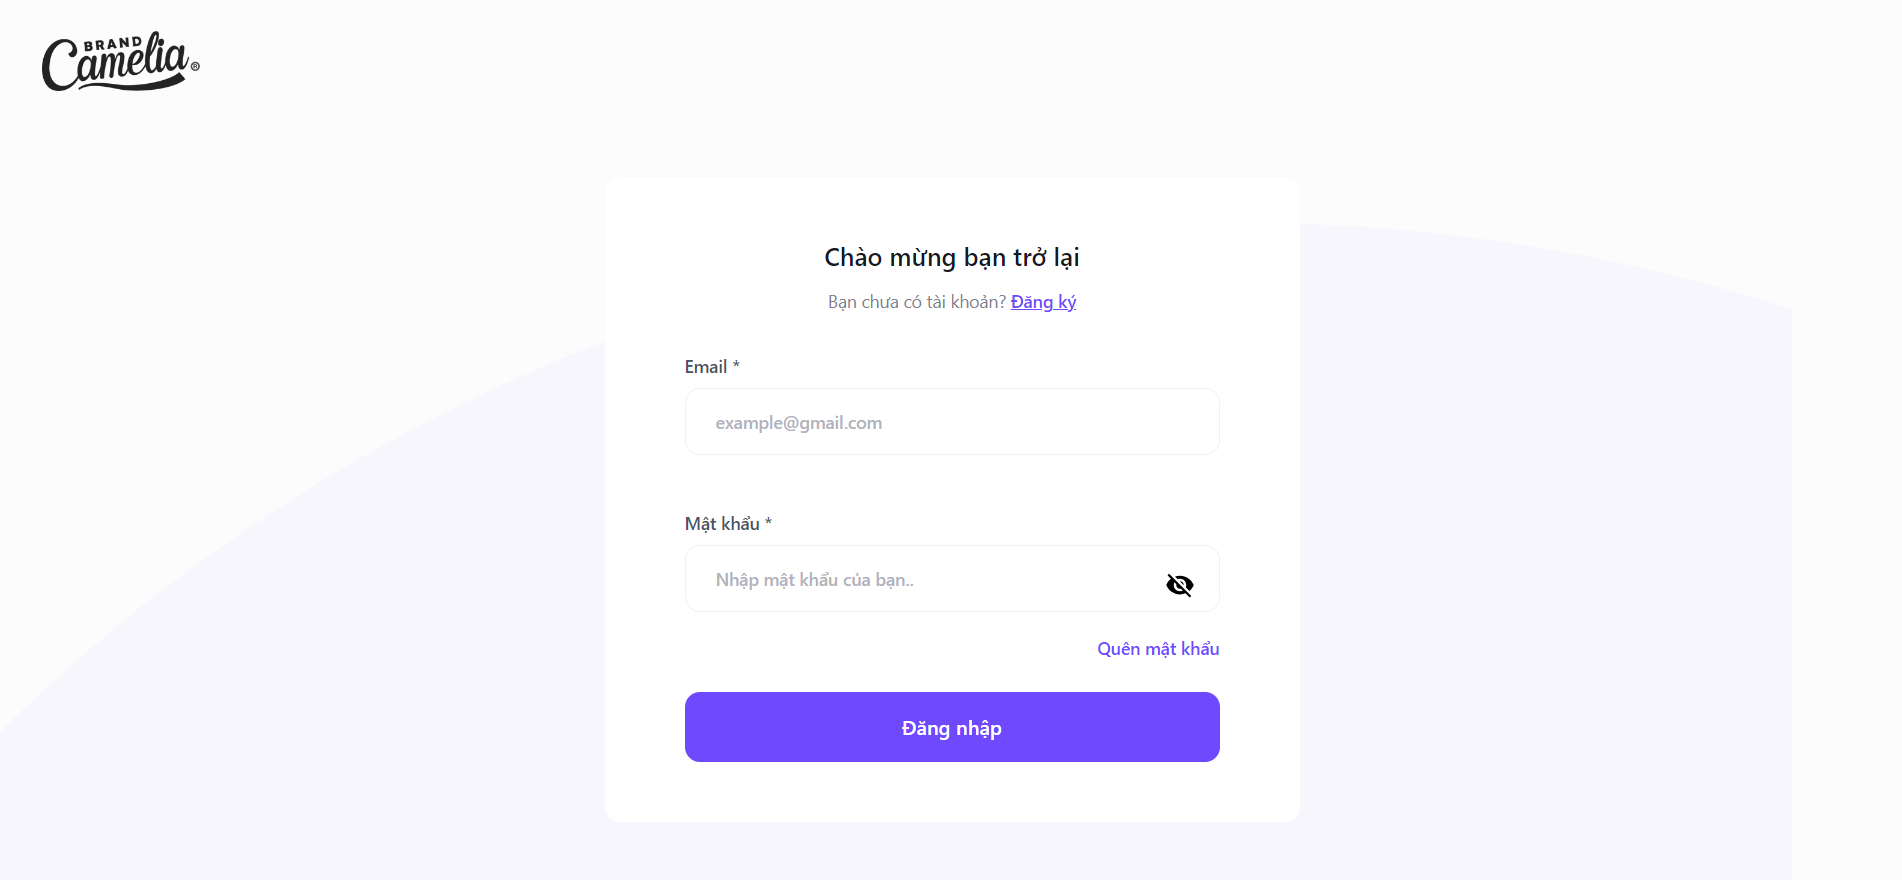 BRAND
Camelia®
Chào mừng bạn trở lại
Bạn chưa có tài khoản? Đăng ký
Email *
example@gmail.com
Mật khẩu *
Nhập mật khẩu của bạn..
Quên mật khẩu
Đăng nhập